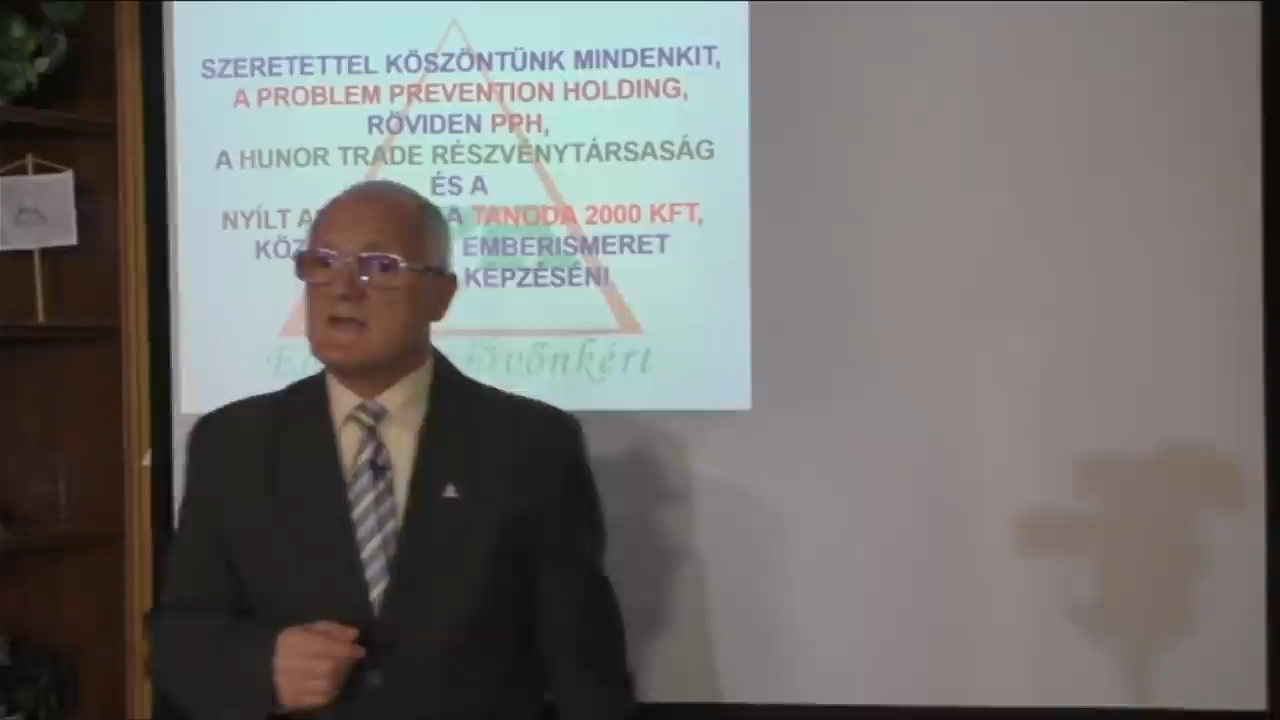 SZERETETTEL KÖSZÖNTÜNK MINDENKIT,
A PROBLEM PREVENTION HOLDING,
RÖVIDEN PPH,
A HUNOR TRADE RÉSZVÉNYTÁRSASÁG
ÉS A
NYÍLT A TANODA 2000 KFT,
EMBERISMERET
KÉPZÉSÉN!